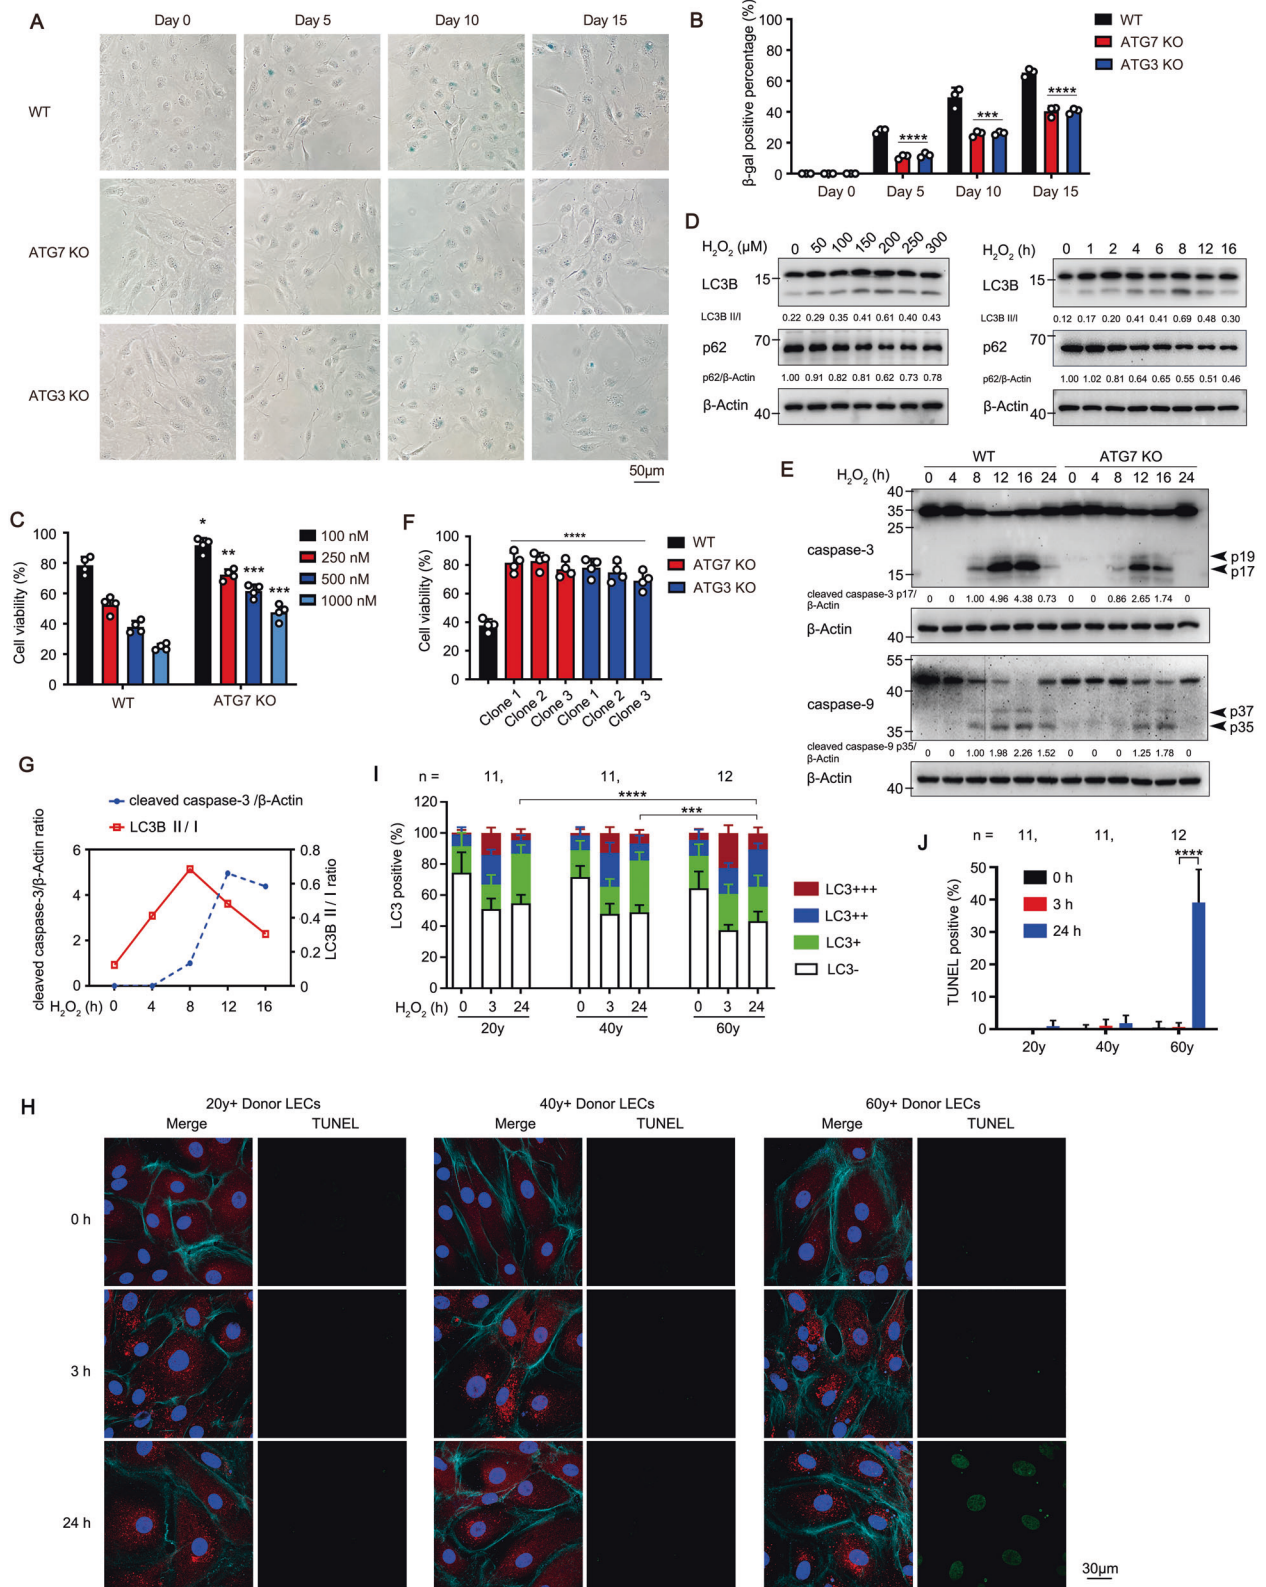 A
Day 0 Day 5 Day 10 Day 15
WT
ATG7 KO
ATG3 KO
50μm
B
β-gal positive percentage (%)
100
80
60
40
20
0
**** *** ****
Day 0 Day 5 Day 10 Day 15
WT
ATG7 KO
ATG3 KO
C
Cell viability (%)
100
80
60
40
20
0
* ** *** ***
WT ATG7 KO
100 nM
250 nM
500 nM
1000 nM
D
H2O2 (μM) 0 50 100 150 200 250 300
LC3B 15
LC3B II/I 0.22 0.29 0.35 0.41 0.61 0.40 0.43
p62 70
p62/β-Actin 1.00 0.91 0.82 0.81 0.62 0.73 0.78
β-Actin 40
H2O2 (h) 0 1 2 4 6 8 12 16
LC3B 15
LC3B II/I 0.12 0.17 0.20 0.41 0.41 0.69 0.48 0.30
p62 70
p62/β-Actin 1.00 1.02 0.81 0.64 0.65 0.55 0.51 0.46
β-Actin 40
E
WT ATG7 KO
H2O2 (h) 0 4 8 12 16 24 0 4 8 12 16 24
40
35
25
caspase-3
15
p19
p17
cleaved caspase-3 p17/
β-Actin 0 0 1.00 4.96 4.38 0.73 0 0 0.86 2.65 1.74 0
β-Actin
40
55
40
caspase-9
35
p37
p35
cleaved caspase-9 p35/
β-Actin 0 0 1.00 1.98 2.26 1.52 0 0 0 1.25 1.78 0
β-Actin
40
F
Cell viability (%)
100
80
60
40
20
0
****
Clone 1 Clone 2 Clone 3 Clone 1 Clone 2 Clone 3
WT
ATG7 KO
ATG3 KO
G
cleaved caspase-3 /β-Actin
LC3B II / I
cleaved caspase-3/β-Actin ratio
6
4
2
0
LC3B II / I ratio
0.8
0.6
0.4
0.2
0
H2O2 (h) 0 4 8 12 16
I
n = 11, 11, 12
LC3 positive (%)
120
100
80
60
40
20
0
****
***
H2O2 (h) 0 3 24 0 3 24 0 3 24
20y 40y 60y
LC3+++
LC3++
LC3+
LC3-
J
n = 11, 11, 12
TUNEL positive (%)
50
40
30
20
10
0
****
0 h
3 h
24 h
20y 40y 60y
H
20y+ Donor LECs 40y+ Donor LECs 60y+ Donor LECs
Merge TUNEL Merge TUNEL Merge TUNEL
0 h
3 h
24 h
30μm